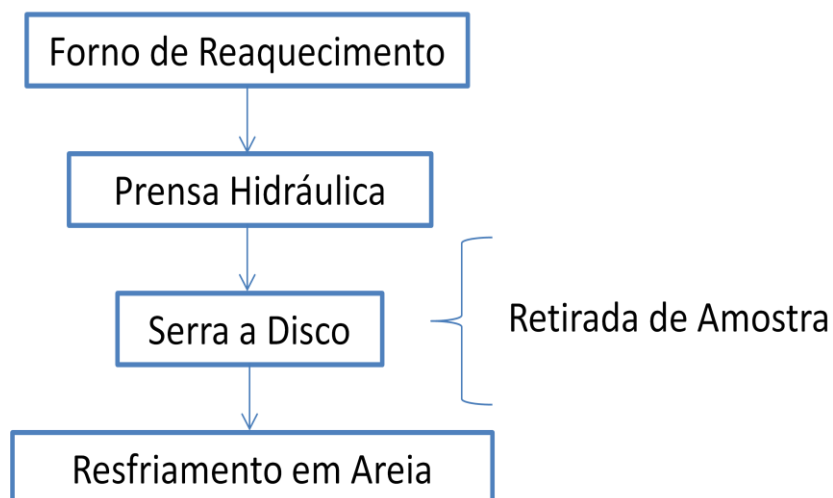 Forno de Reaquecimento
Prensa Hidráulica
Serra a Disco
Retirada de Amostra
Resfriamento em Areia